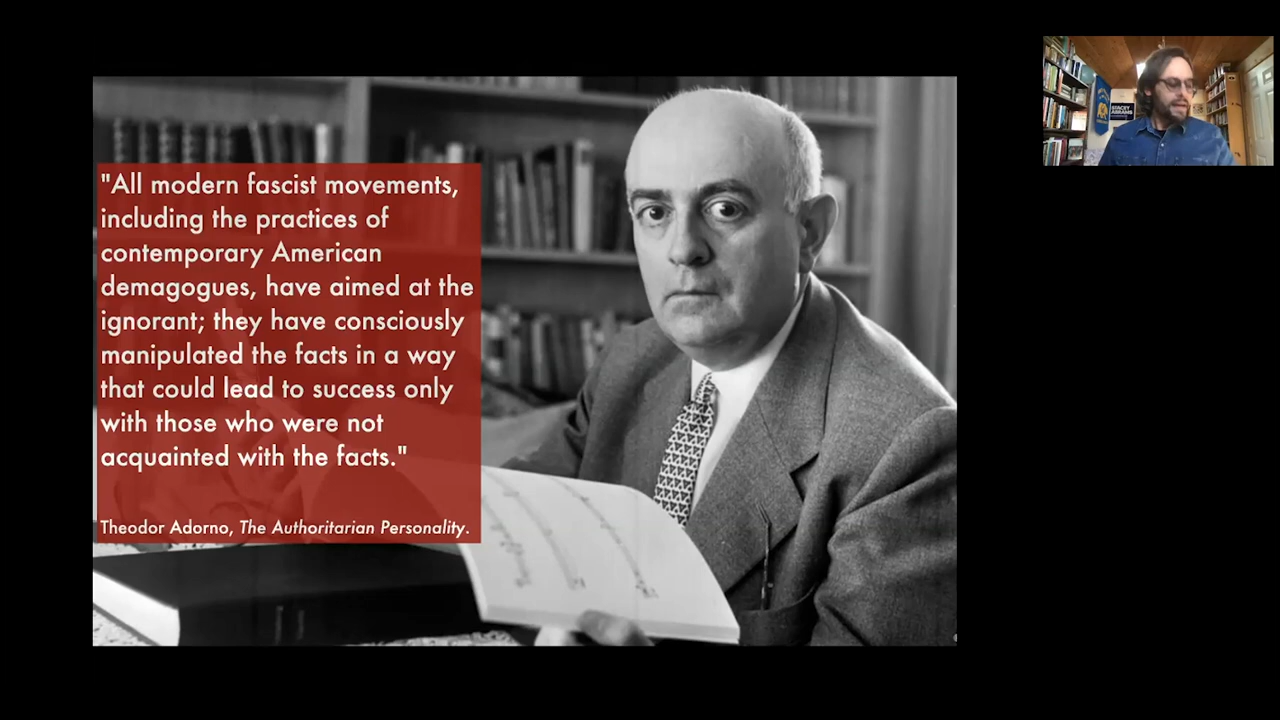 "All modern fascist movements,
including the practices of
contemporary American
demagogues, have aimed at the
ignorant; they have consciously
manipulated the facts in a way
that could lead to success only
with those who were not
acquainted with the facts."
Theodor Adorno, The Authoritarian Personality.
STACEY
ABRAMS